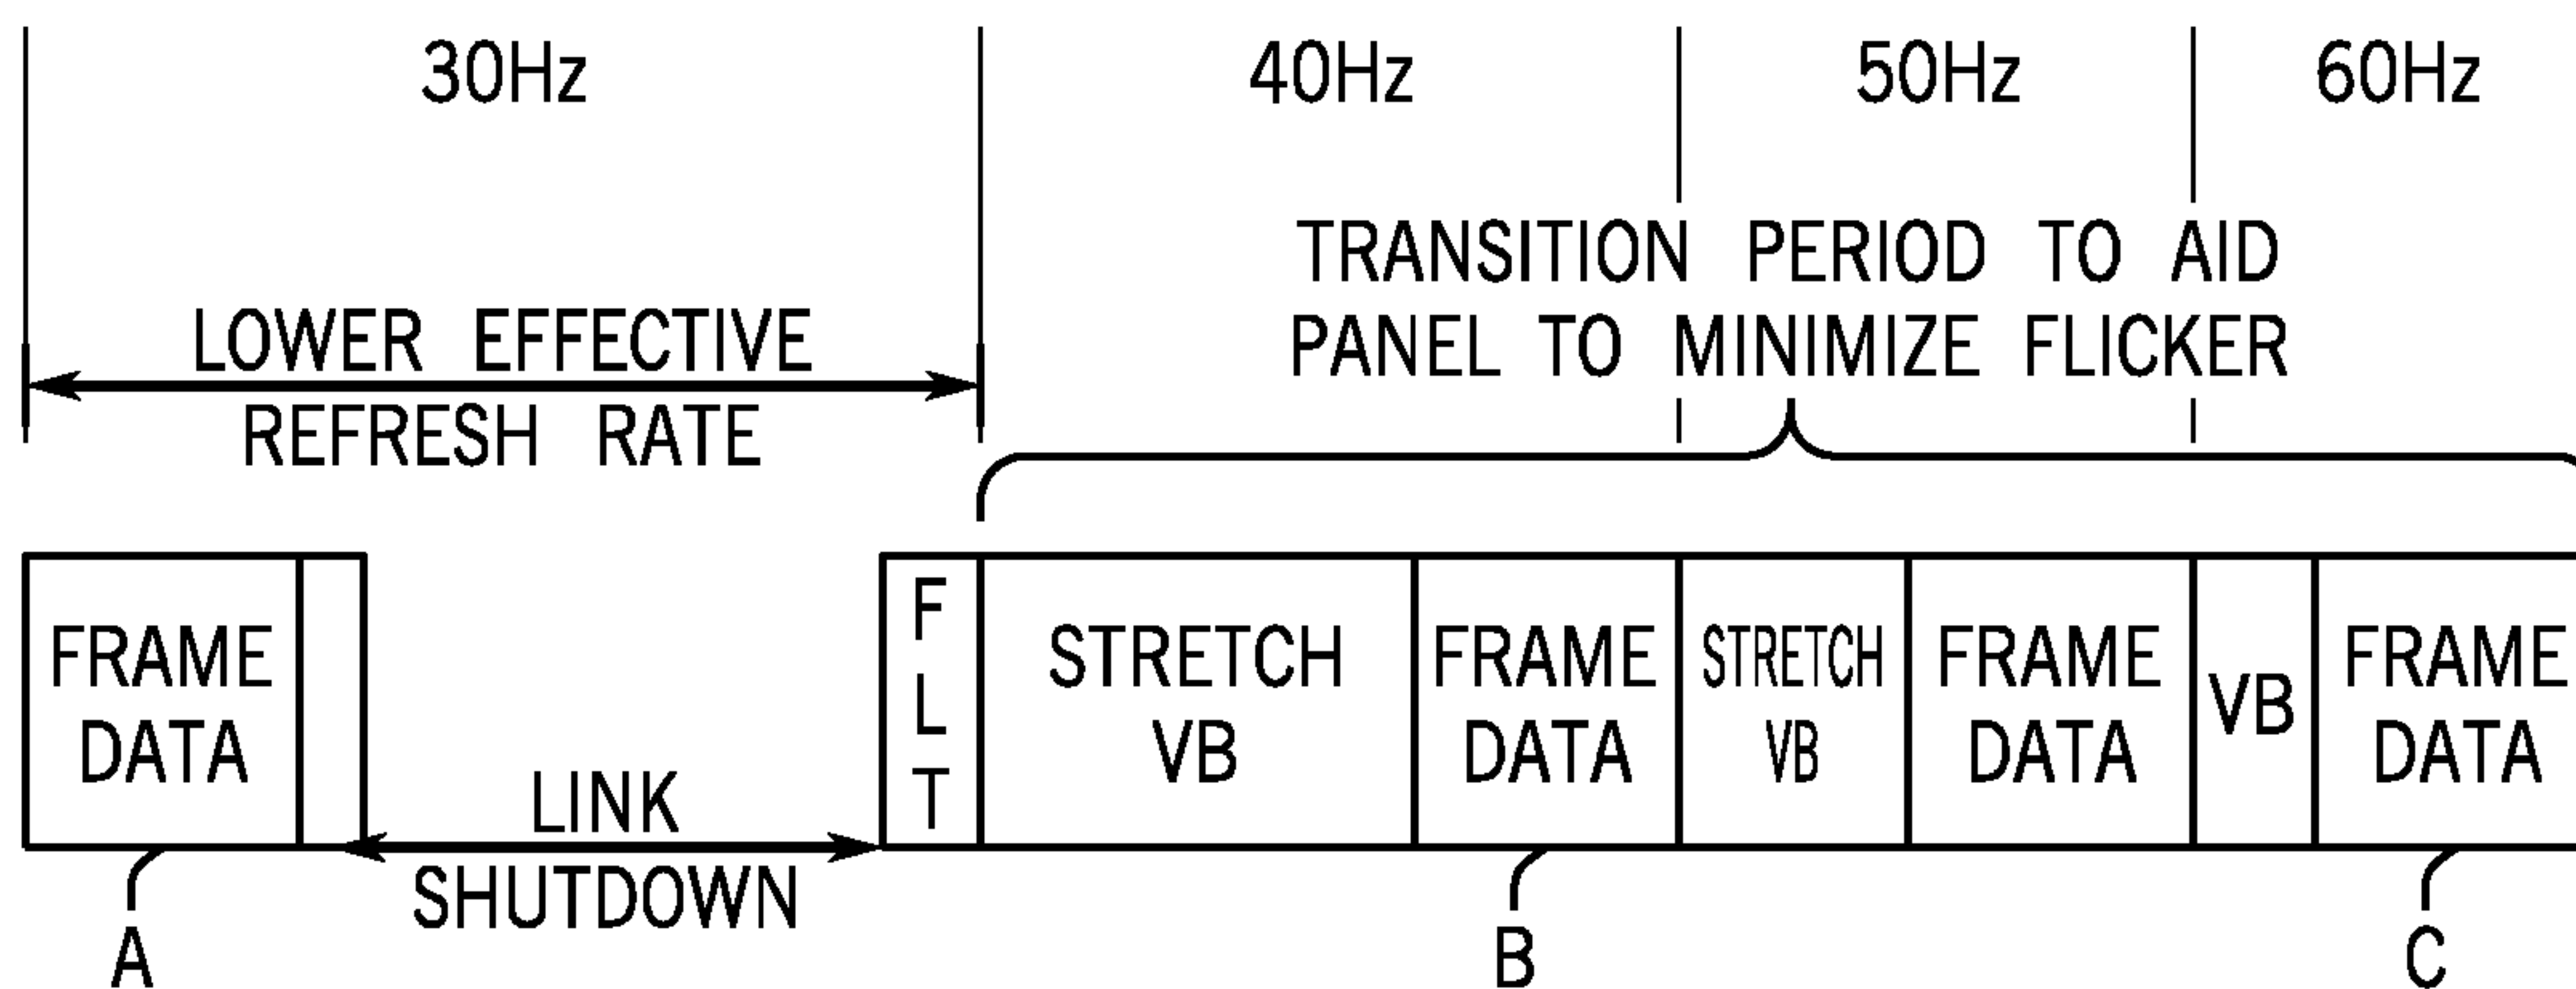 30Hz
40Hz
50Hz
60Hz
LOWER EFFECTIVE
REFRESH RATE
TRANSITION PERIOD TO AID
PANEL TO MINIMIZE FLICKER
FRAME
DATA
LINK
SHUTDOWN
F
L
T
STRETCH
VB
FRAME
DATA
STRETCH
VB
FRAME
DATA
VB
FRAME
DATA
A
B
C